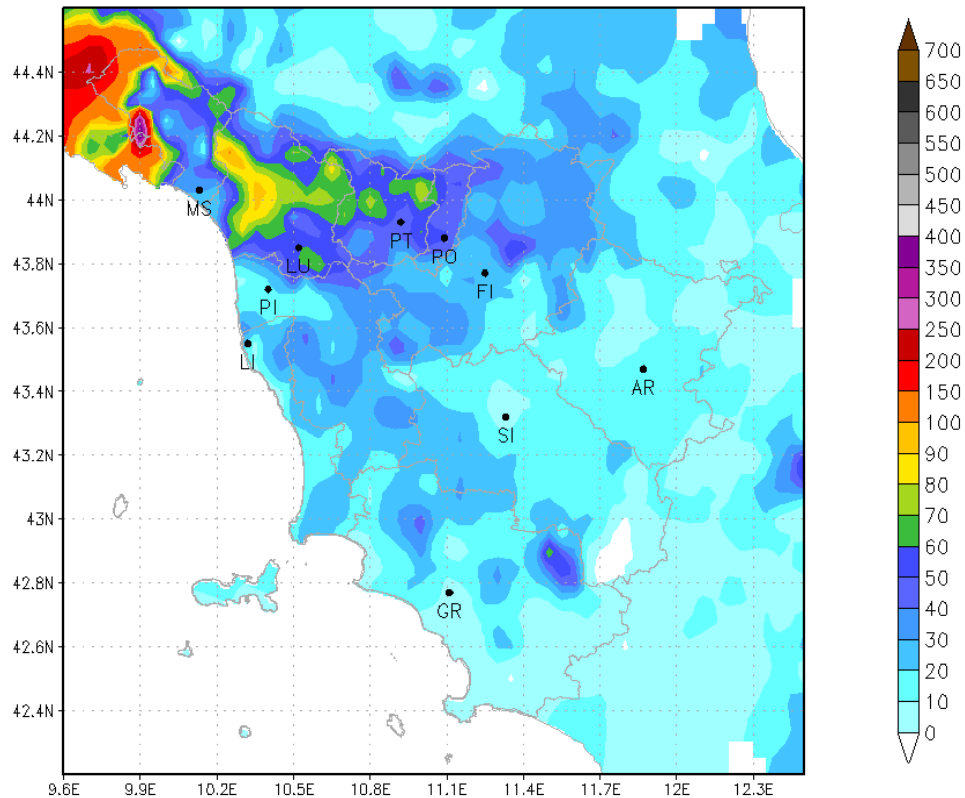 44.4N
44.2N
44N
43.8N
43.6N
43.4N
43.2N
43N
42.8N
42.6N
42.4N
9.6E 9.9E 10.2E 10.5E 10.8E 11.1E 11.4E 11.7E 12E 12.3E
MS
LU
PT
PO
FI
PI
LI
AR
SI
GR
700
650
600
550
500
450
400
350
300
250
200
150
100
90
80
70
60
50
40
30
20
10
0